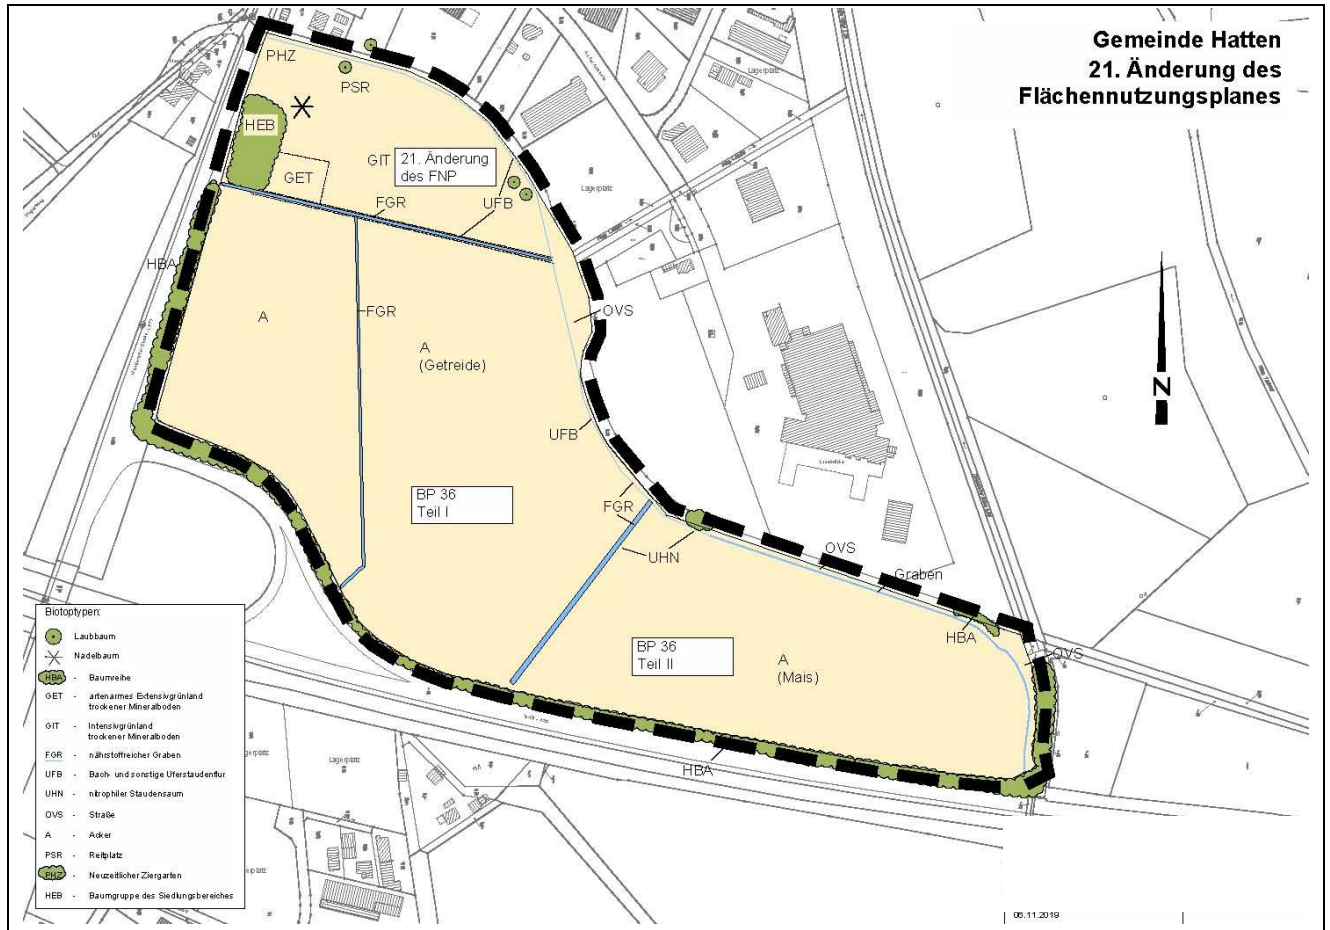 Gemeinde Hatten
21. Änderung des
Flächennutzungsplanes
PHZ
PSR
HEB
GIT
21. Änderung
des FNP
GET
FGR
UFB
Lagerplatz
Lagerplatz
HBA
FGR
OVS
A
A
(Getreide)
UFB
BP 36
Teil I
FGR
UHN
OVS
Graben
HBA
OVS
BP 36
Teil II
A
(Mais)
HBA
N
Biotoptypen:
Laubbaum
Nadelbaum
HBA - Baumreihe
GET - artenarmes Extensivgrünland
trockener Mineralboden
GIT - Intensivgrünland
trockener Mineralboden
FGR - nährstoffreicher Graben
UFB - Bach- und sonstige Uferstaudenflur
UHN - nitrophiler Staudensaum
OVS - Straße
A - Acker
PSR - Reitplatz
PHZ - Neuzeitlicher Ziergarten
HEB - Baumgruppe des Siedlungsbereiches
Lagerplatz
06.11.2019